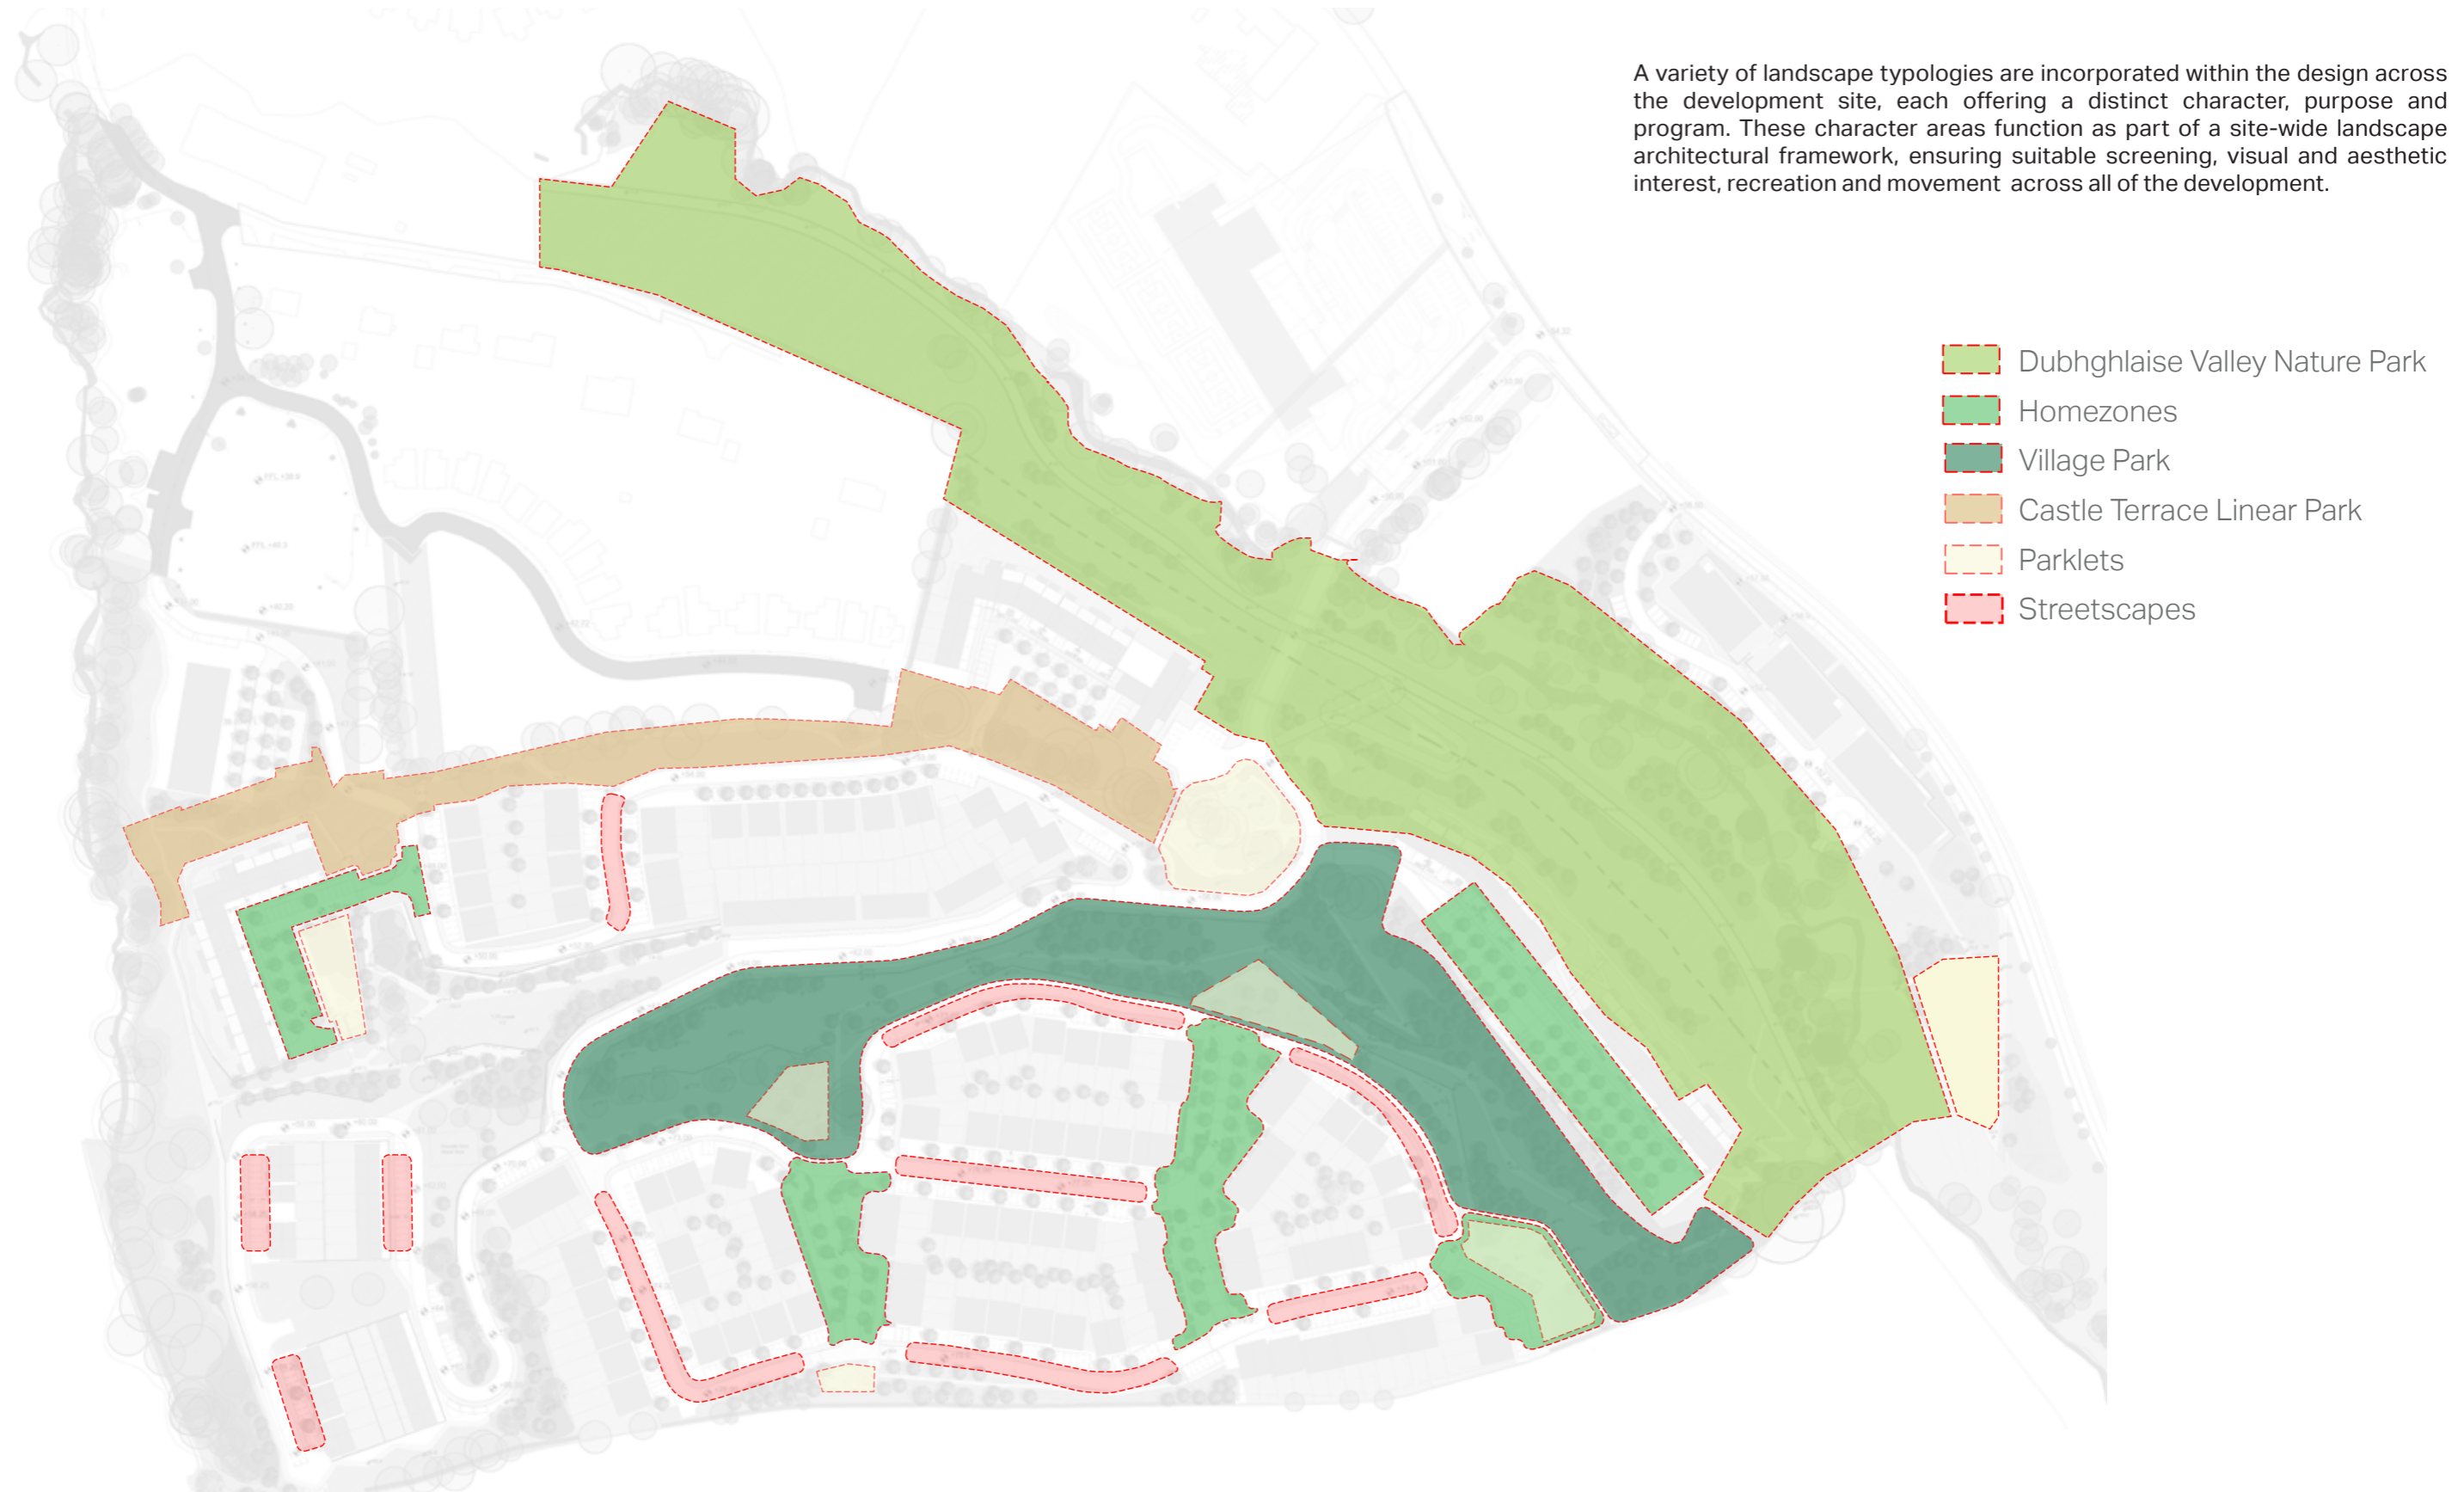 A variety of landscape typologies are incorporated within the design across
the development site, each offering a distinct character, purpose and
program. These character areas function as part of a site-wide landscape
architectural framework, ensuring suitable screening, visual and aesthetic
interest, recreation and movement across all of the development.
Dubhghlaise Valley Nature Park
Homezones
Village Park
Castle Terrace Linear Park
Parklets
Streetscapes